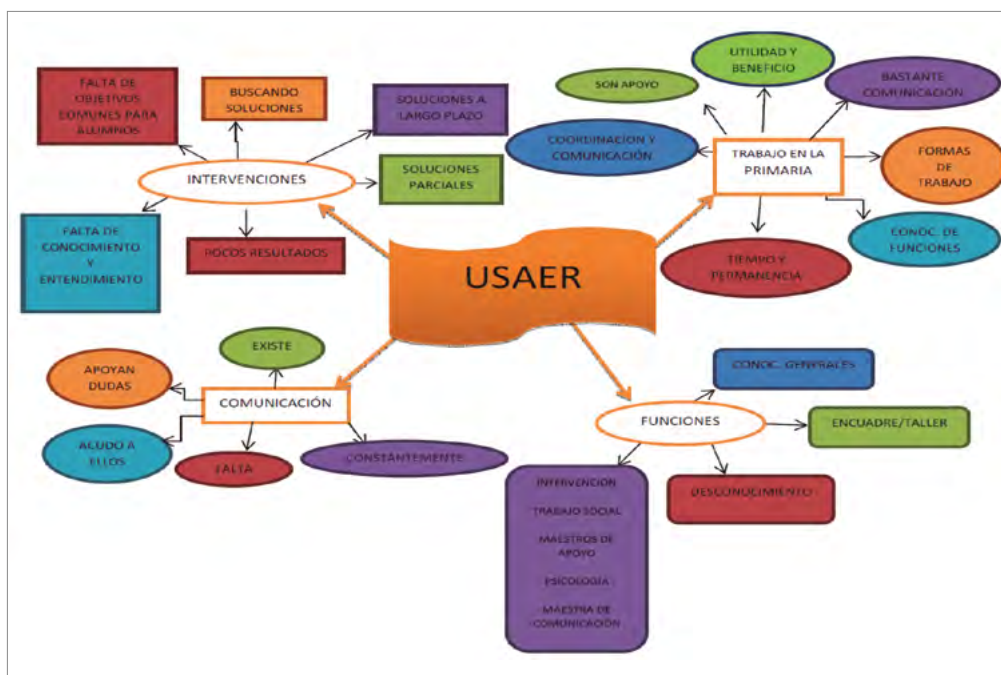 FALTA DE
OBJETIVOS
COMUNES PARA
ALUMNOS
BUSCANDO
SOLUCIONES
SOLUCIONES A
LARGO PLAZO
INTERVENCIONES
SOLUCIONES
PARCIALES
FALTA DE
CONOCIMIENTO
Y
ENTENDIMIENTO
POCOS RESULTADOS
UTILIDAD Y
BENEFICIO
SON APOYO
BASTANTE
COMUNICACIÓN
COORDINACION Y
COMUNICACIÓN
TRABAJO EN LA
PRIMARIA
FORMAS
DE
TRABAJO
CONOC. DE
FUNCIONES
TIEMPO Y
PERMANENCIA
USAER
EXISTE
APOYAN
DUDAS
COMUNICACIÓN
ACUDO A
ELLOS
FALTA
CONSTANTEMENTE
CONOC. GENERALES
FUNCIONES
ENCUADRE/TALLER
DESCONOCIMIENTO
INTERVENCIÓN
TRABAJO SOCIAL
MAESTROS DE
APOYO
PSICOLOGÍA
MAESTRA DE
COMUNICACIÓN